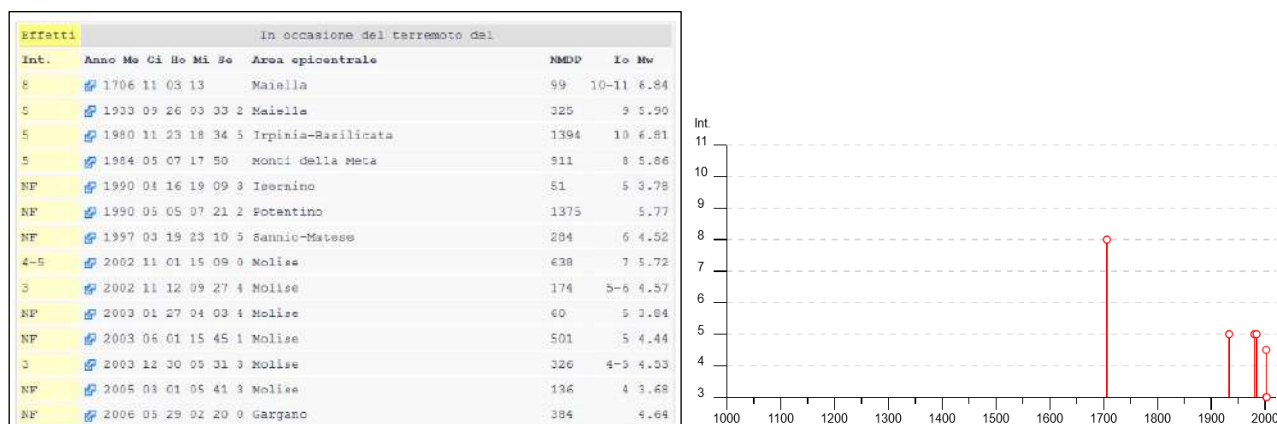 Effetti In occasione del terremoto del
Int. Anno Me Gi Ho Mi Se Area epicentrale NMDP Io Mw
8 1706 11 03 13 Maiella 99 10-11 6.84
5 1933 09 26 03 33 2 Maiella 325 9 5.90
5 1980 11 23 18 34 5 Irpinia-Basilicata 1394 10 6.81
5 1984 05 07 17 50 Monti della Meta 911 8 5.86
NF 1990 04 16 19 09 3 Isernino 51 5 3.78
NF 1990 05 05 07 21 2 Potentino 1375 5.77
NF 1997 03 19 23 10 5 Sannio-Matese 284 6 4.52
4-5 2002 11 01 15 09 0 Molise 638 7 5.72
3 2002 11 12 09 27 4 Molise 174 5-6 4.57
NF 2003 01 27 04 03 4 Molise 60 5 3.84
NF 2003 06 01 15 45 1 Molise 501 5 4.44
3 2003 12 30 05 31 3 Molise 326 4-5 4.53
NF 2005 03 01 05 41 3 Molise 136 4 3.68
NF 2006 05 29 02 20 0 Gargano 384 4.64
Int.
11
10
9
8
7
6
5
4
3
1000 1100 1200 1300 1400 1500 1600 1700 1800 1900 2000